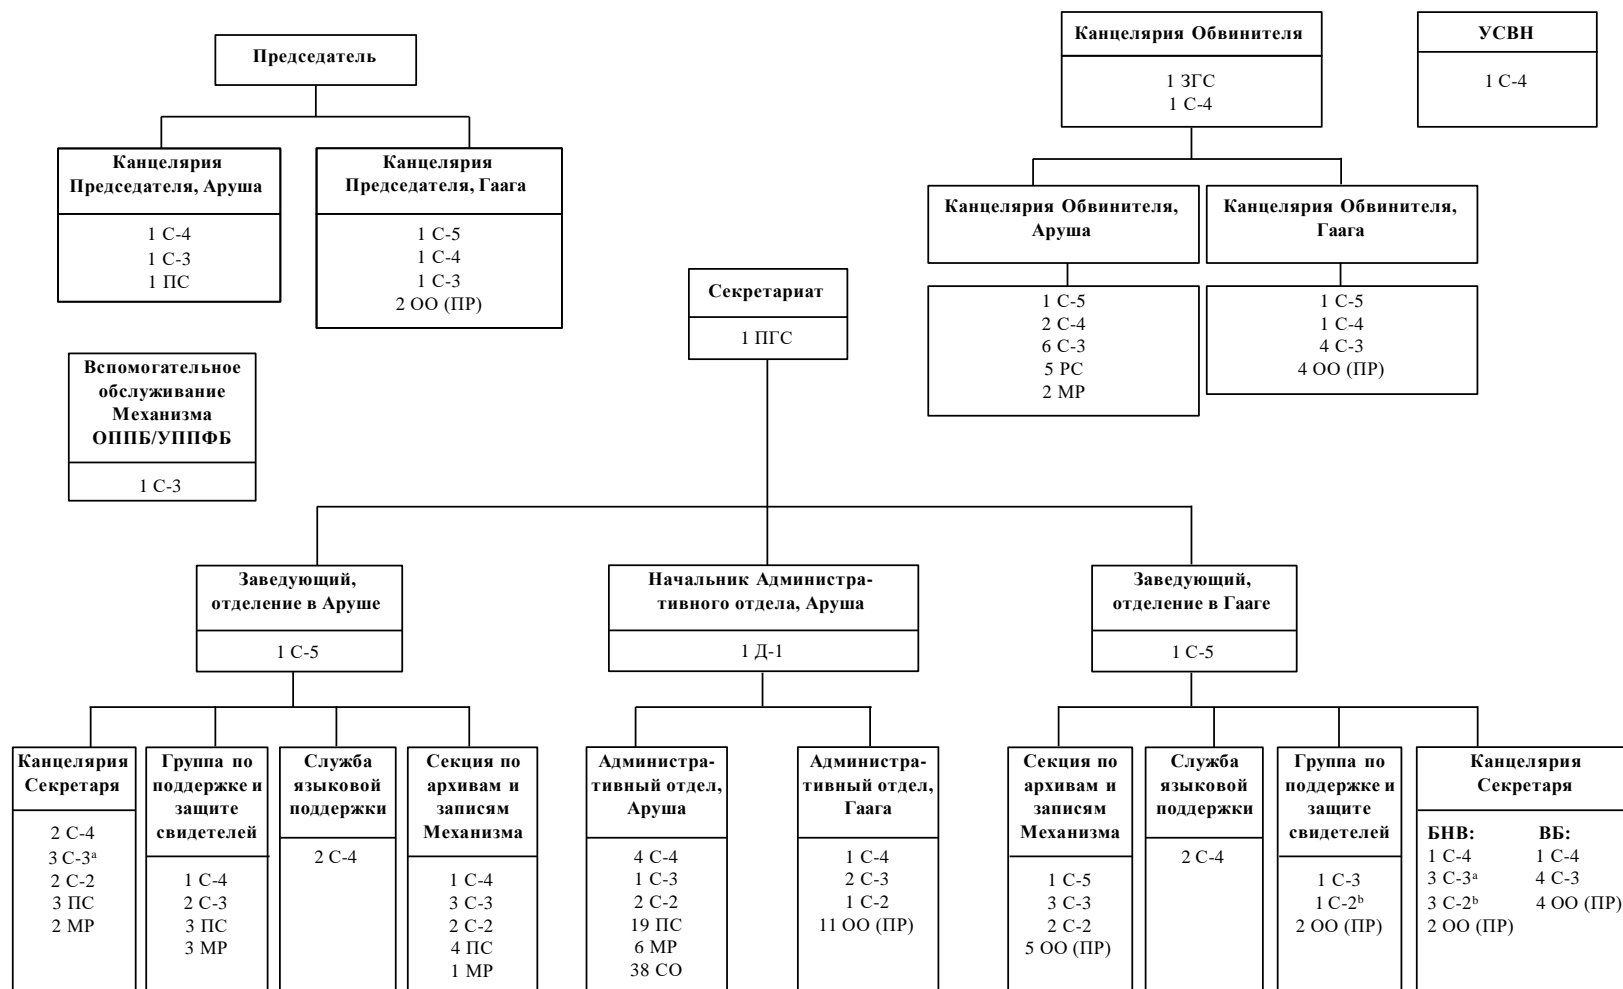 Председатель
Канцелярия
Председателя, Аруша
1 С-4
1 С-3
1 ПС
Канцелярия
Председателя, Гаага
1 С-5
1 С-4
1 С-3
2 ОО (ПР)
Канцелярия Обвинителя
1 ЗГС
1 С-4
УСВН
1 С-4
Канцелярия Обвинителя,
Аруша
1 С-5
2 С-4
6 С-3
5 РС
2 МР
Канцелярия Обвинителя,
Гаага
1 С-5
1 С-4
4 С-3
4 ОО (ПР)
Секретариат
1 ПГС
Вспомогательное
обслуживание
Механизма
ОППБ/УППФБ
1 С-3
Заведующий,
отделение в Аруше
1 С-5
Начальник Администра-
тивного отдела, Аруша
1 Д-1
Заведующий,
отделение в Гааге
1 С-5
Канцелярия
Секретаря
2 С-4
3 С-3ᵃ
2 С-2
3 ПС
2 МР
Группа по
поддержке и
защите
свидетелей
1 С-4
2 С-3
3 ПС
3 МР
Служба
языковой
поддержки
2 С-4
Секция по
архивам и
записям
Механизма
1 С-4
3 С-3
2 С-2
4 ПС
1 МР
Администра-
тивный отдел,
Аруша
4 С-4
1 С-3
2 С-2
19 ПС
6 МР
38 СО
Администра-
тивный отдел,
Гаага
1 С-4
2 С-3
1 С-2
11 ОО (ПР)
Секция по
архивам и
записям
Механизма
1 С-5
3 С-3
2 С-2
5 ОО (ПР)
Служба
языковой
поддержки
2 С-4
Группа по
поддержке и
защите
свидетелей
1 С-3
1 С-2ᵇ
2 ОО (ПР)
Канцелярия
Секретаря
БНВ:
1 С-4
3 С-3ᵃ
3 С-2ᵇ
2 ОО (ПР)
ВБ:
1 С-4
4 С-3
4 ОО (ПР)